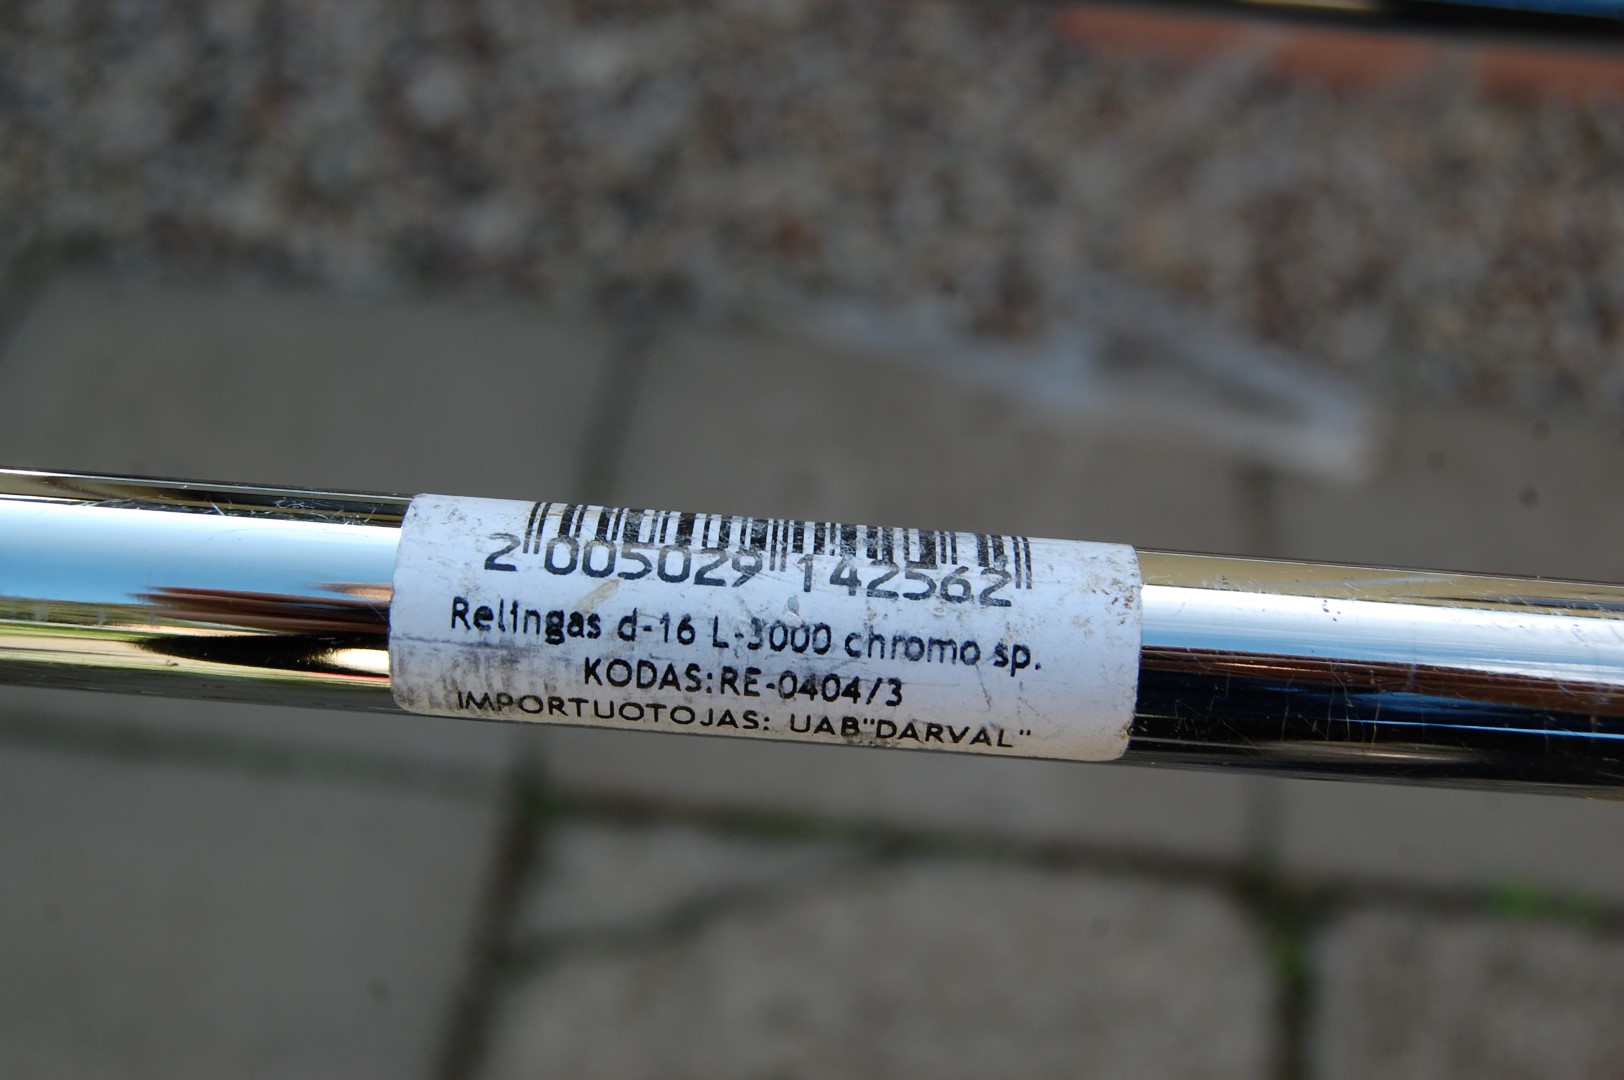 2 005029 142562
Relingas d-16 L-3000 chromo sp.
KODAS:RE-0404/3
IMPORTUOTOJAS: UAB"DARVAL"